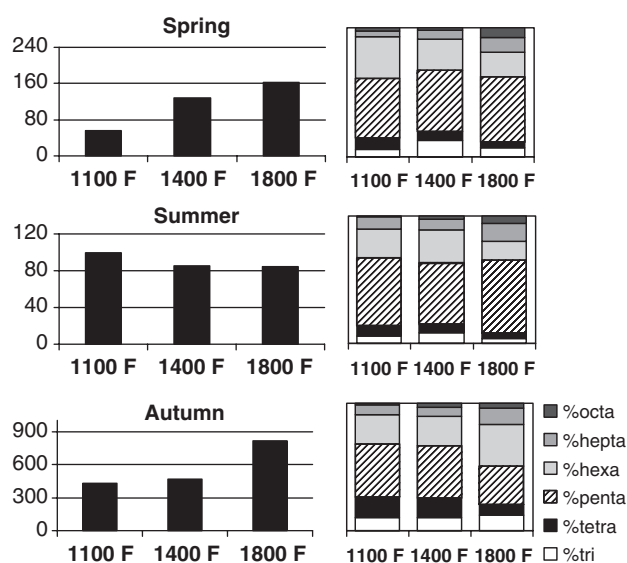 Spring
240
160
80
0
1100 F 1400 F 1800 F
1100 F 1400 F 1800 F
Summer
120
80
40
0
1100 F 1400 F 1800 F
1100 F 1400 F 1800 F
Autumn
900
600
300
0
1100 F 1400 F 1800 F
1100 F 1400 F 1800 F
%octa
%hepta
%hexa
%penta
%tetra
%tri